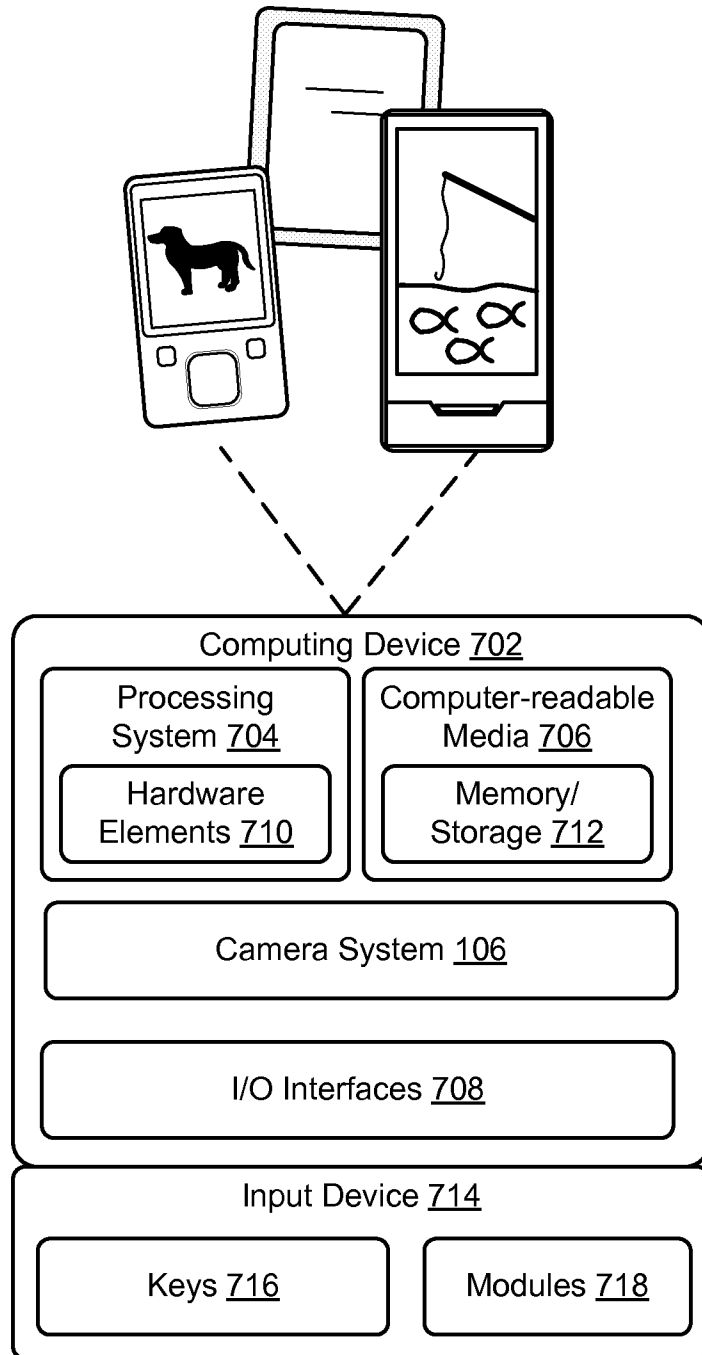 Computing Device 702
Processing
System 704
Hardware
Elements 710
Computer-readable
Media 706
Memory/
Storage 712
Camera System 106
I/O Interfaces 708
Input Device 714
Keys 716
Modules 718